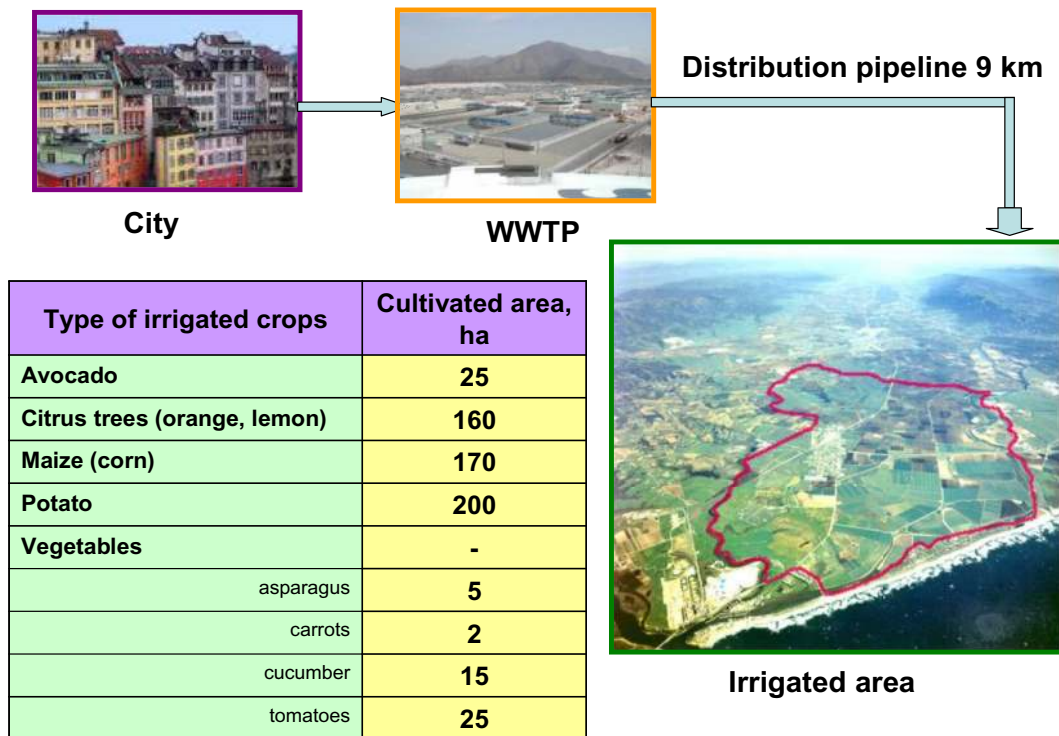 Distribution pipeline 9 km
City
WWTP
Type of irrigated crops
Cultivated area,
ha
Avocado
25
Citrus trees (orange, lemon)
160
Maize (corn)
170
Potato
200
Vegetables
-
asparagus
5
carrots
2
cucumber
15
tomatoes
25
Irrigated area